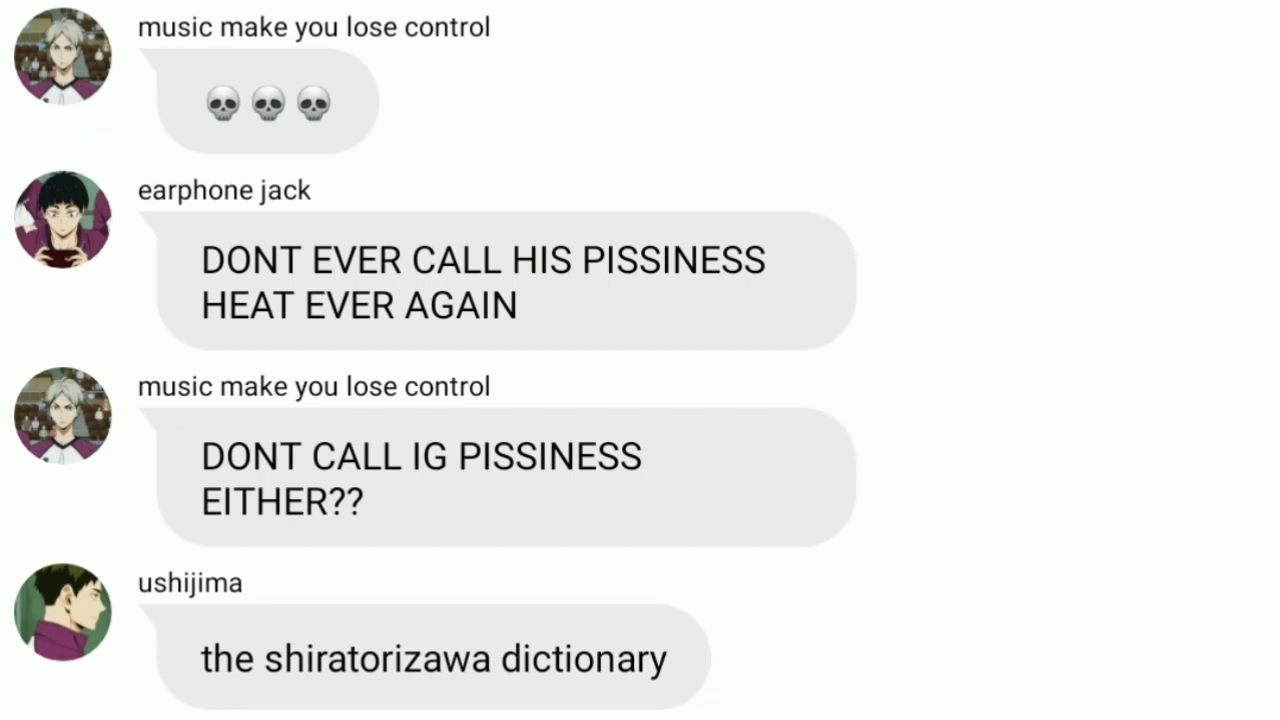 music make you lose control
💀💀💀
earphone jack
DONT EVER CALL HIS PISSINESS
HEAT EVER AGAIN
music make you lose control
DONT CALL IG PISSINESS
EITHER??
ushijima
the shiratorizawa dictionary